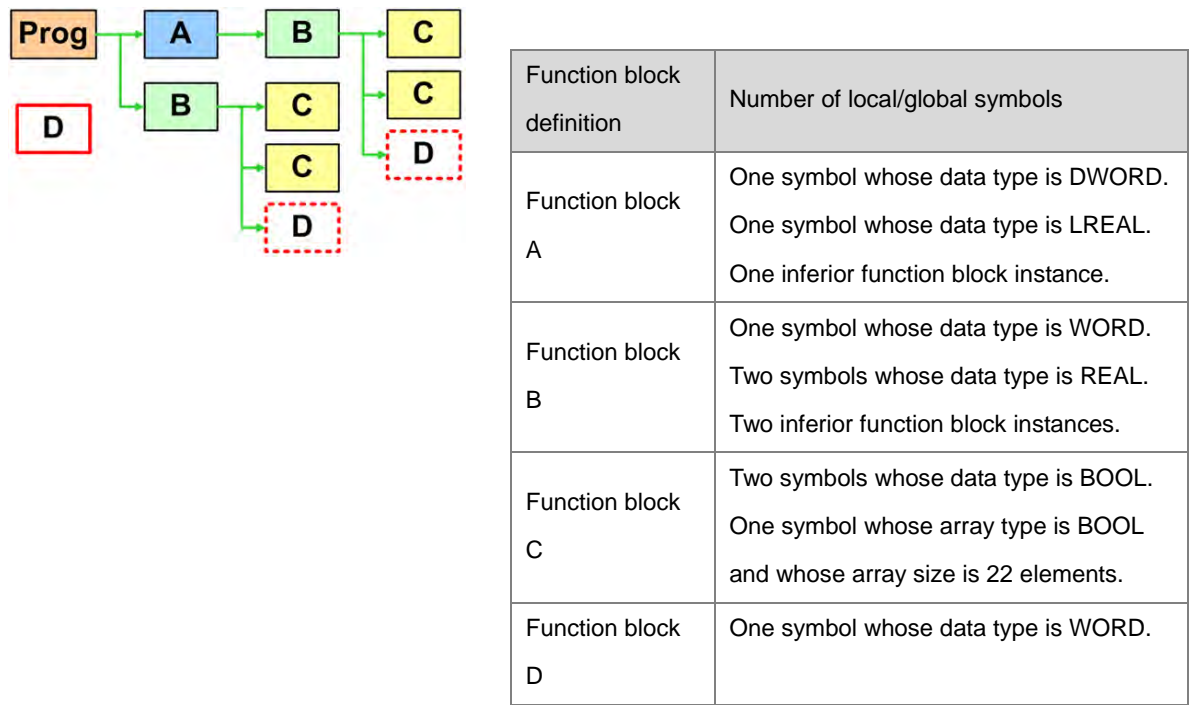 Prog A B C
B C C
D C D
D
Function block
definition
Number of local/global symbols
Function block
A
One symbol whose data type is DWORD.
One symbol whose data type is LREAL.
One inferior function block instance.
Function block
B
One symbol whose data type is WORD.
Two symbols whose data type is REAL.
Two inferior function block instances.
Function block
C
Two symbols whose data type is BOOL.
One symbol whose array type is BOOL
and whose array size is 22 elements.
Function block
D
One symbol whose data type is WORD.